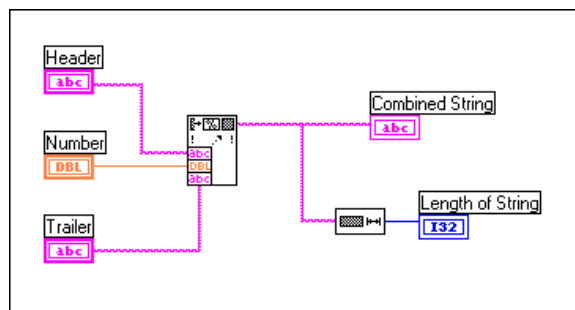 Header
abc
Combined String
abc
%
! !
Number
DBL
abc
DBL
abc
Length of String
I32
Trailer
abc